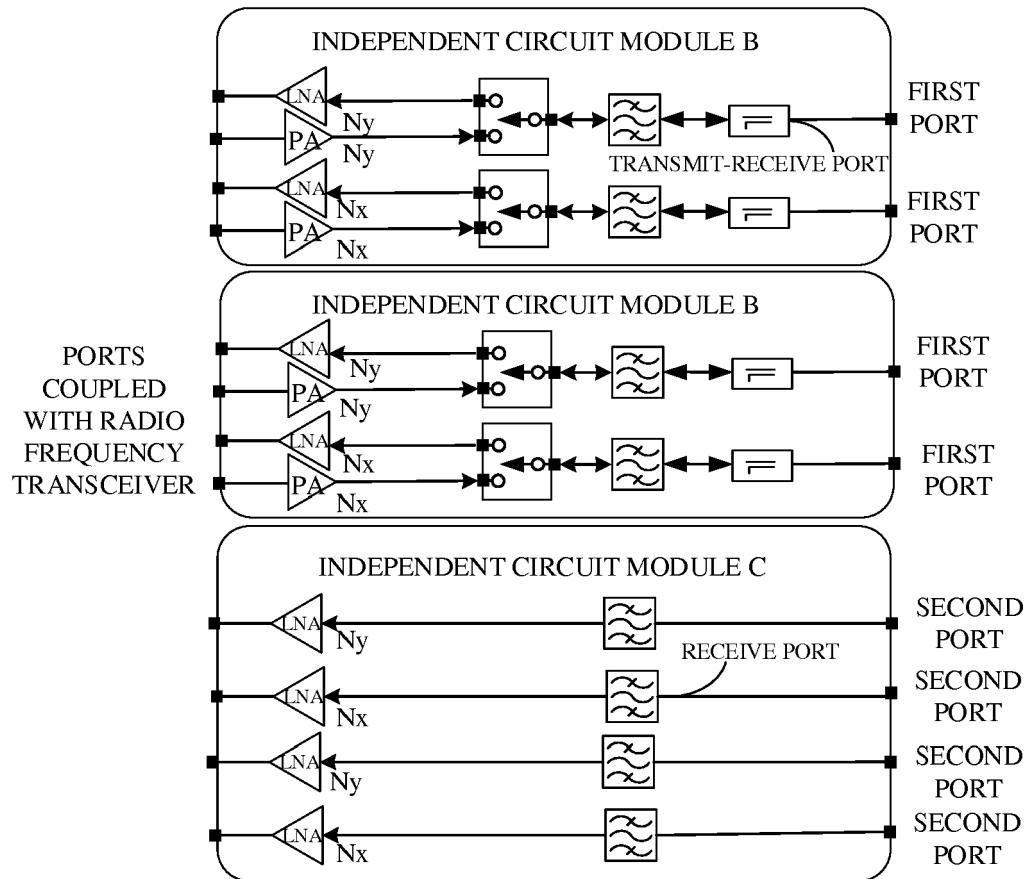 INDEPENDENT CIRCUIT MODULE B
LNA
Ny
PA
Ny
LNA
Nx
PA
Nx
TRANSMIT-RECEIVE PORT
FIRST
PORT
FIRST
PORT
INDEPENDENT CIRCUIT MODULE B
LNA
Ny
PA
Ny
LNA
Nx
PA
Nx
FIRST
PORT
FIRST
PORT
PORTS
COUPLED
WITH RADIO
FREQUENCY
TRANSCEIVER
INDEPENDENT CIRCUIT MODULE C
LNA
Ny
SECOND
PORT
RECEIVE PORT
LNA
Nx
SECOND
PORT
LNA
Ny
SECOND
PORT
LNA
Nx
SECOND
PORT